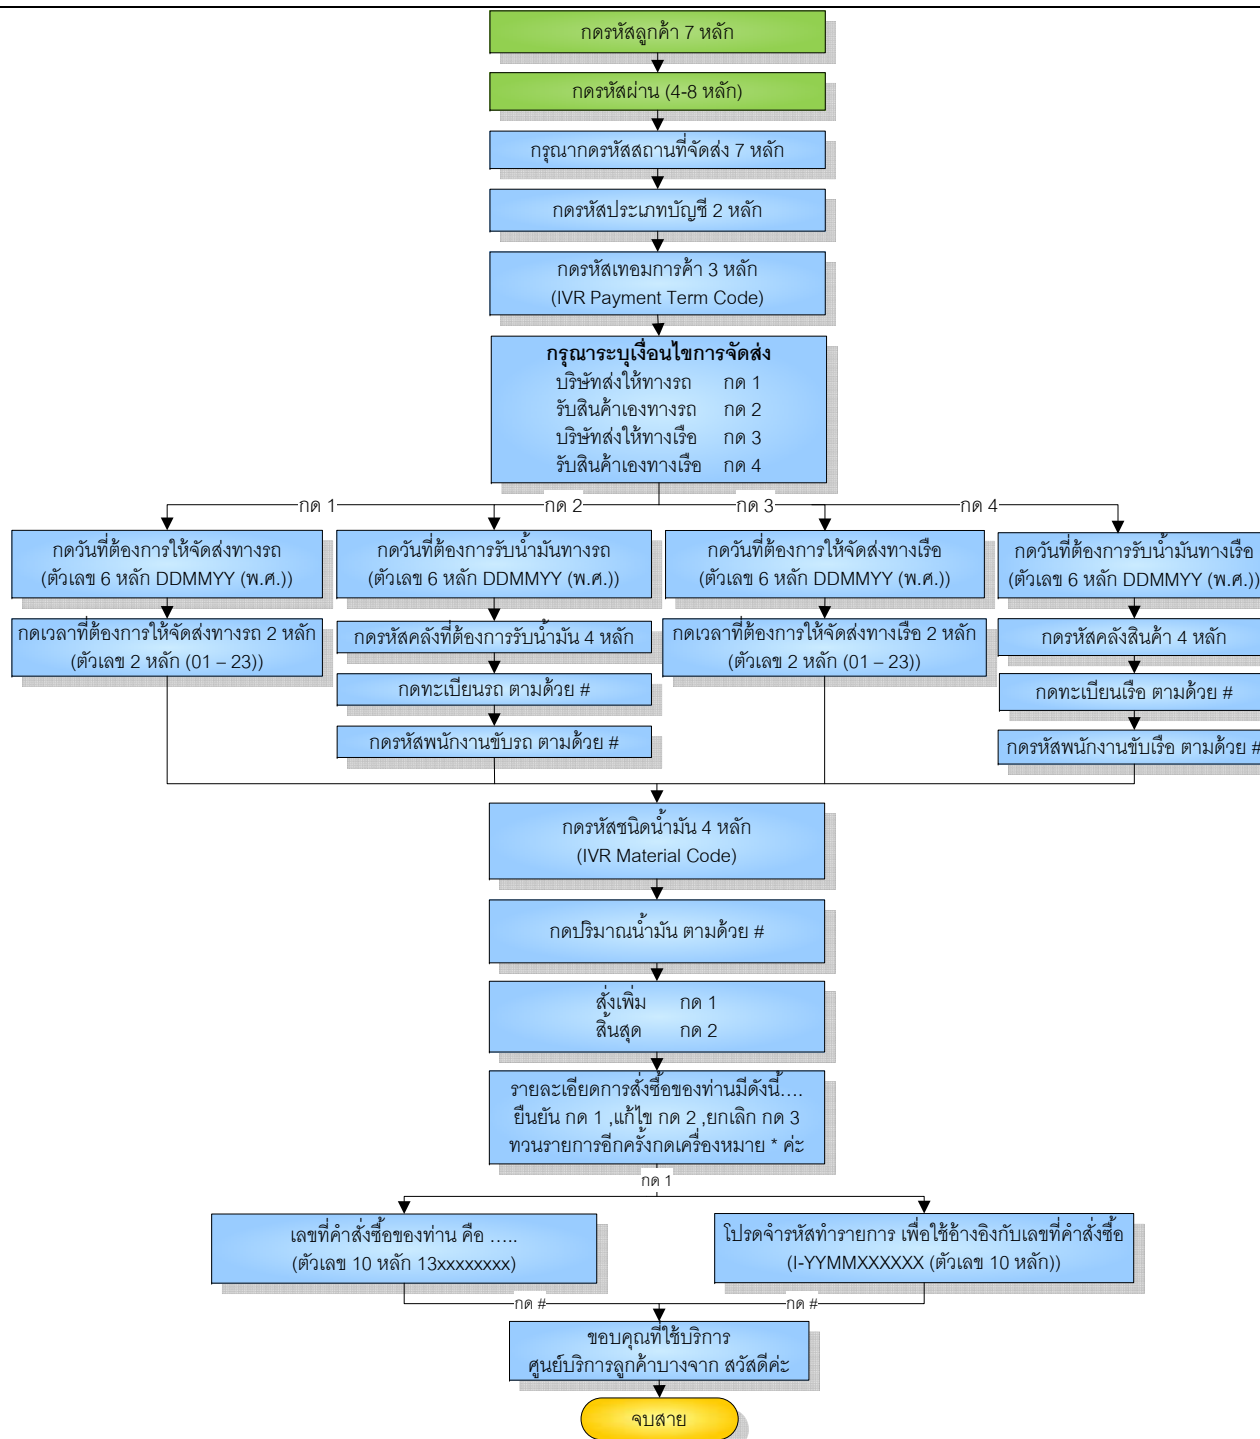 กดรหัสลูกค้า 7 หลัก
กดรหัสผ่าน (4-8 หลัก)
กรุณากดรหัสสถานที่จัดส่ง 7 หลัก
กดรหัสประเภทบัญชี 2 หลัก
กดรหัสเทอมการค้า 3 หลัก
(IVR Payment Term Code)
กรุณาระบุเงื่อนไขการจัดส่ง
บริษัทส่งให้ทางรถ กด 1
รับสินค้าเองทางรถ กด 2
บริษัทส่งให้ทางเรือ กด 3
รับสินค้าเองทางเรือ กด 4
กด 1
กด 2
กด 3
กด 4
กดวันที่ต้องการให้จัดส่งทางรถ
(ตัวเลข 6 หลัก DDMMYY (พ.ศ.))
กดเวลาที่ต้องการให้จัดส่งทางรถ 2 หลัก
(ตัวเลข 2 หลัก (01 – 23))
กดวันที่ต้องการรับน้ำมันทางรถ
(ตัวเลข 6 หลัก DDMMYY (พ.ศ.))
กดรหัสคลังที่ต้องการรับน้ำมัน 4 หลัก
กดทะเบียนรถ ตามด้วย #
กดรหัสพนักงานขับรถ ตามด้วย #
กดวันที่ต้องการให้จัดส่งทางเรือ
(ตัวเลข 6 หลัก DDMMYY (พ.ศ.))
กดเวลาที่ต้องการให้จัดส่งทางเรือ 2 หลัก
(ตัวเลข 2 หลัก (01 – 23))
กดวันที่ต้องการรับน้ำมันทางเรือ
(ตัวเลข 6 หลัก DDMMYY (พ.ศ.))
กดรหัสคลังสินค้า 4 หลัก
กดทะเบียนเรือ ตามด้วย #
กดรหัสพนักงานขับเรือ ตามด้วย #
กดรหัสชนิดน้ำมัน 4 หลัก
(IVR Material Code)
กดปริมาณน้ำมัน ตามด้วย #
สั่งเพิ่ม กด 1
สิ้นสุด กด 2
รายละเอียดการสั่งซื้อของท่านมีดังนี้....
ยืนยัน กด 1 ,แก้ไข กด 2 ,ยกเลิก กด 3
ทวนรายการอีกครั้งกดเครื่องหมาย * ค่ะ
กด 1
เลขที่คำสั่งซื้อของท่าน คือ .....
(ตัวเลข 10 หลัก 13xxxxxxxx)
โปรดจำรหัสทำรายการ เพื่อใช้อ้างอิงกับเลขที่คำสั่งซื้อ
(I-YYMMXXXXXX (ตัวเลข 10 หลัก))
กด #
กด #
ขอบคุณที่ใช้บริการ
ศูนย์บริการลูกค้าบางจาก สวัสดีค่ะ
จบสาย